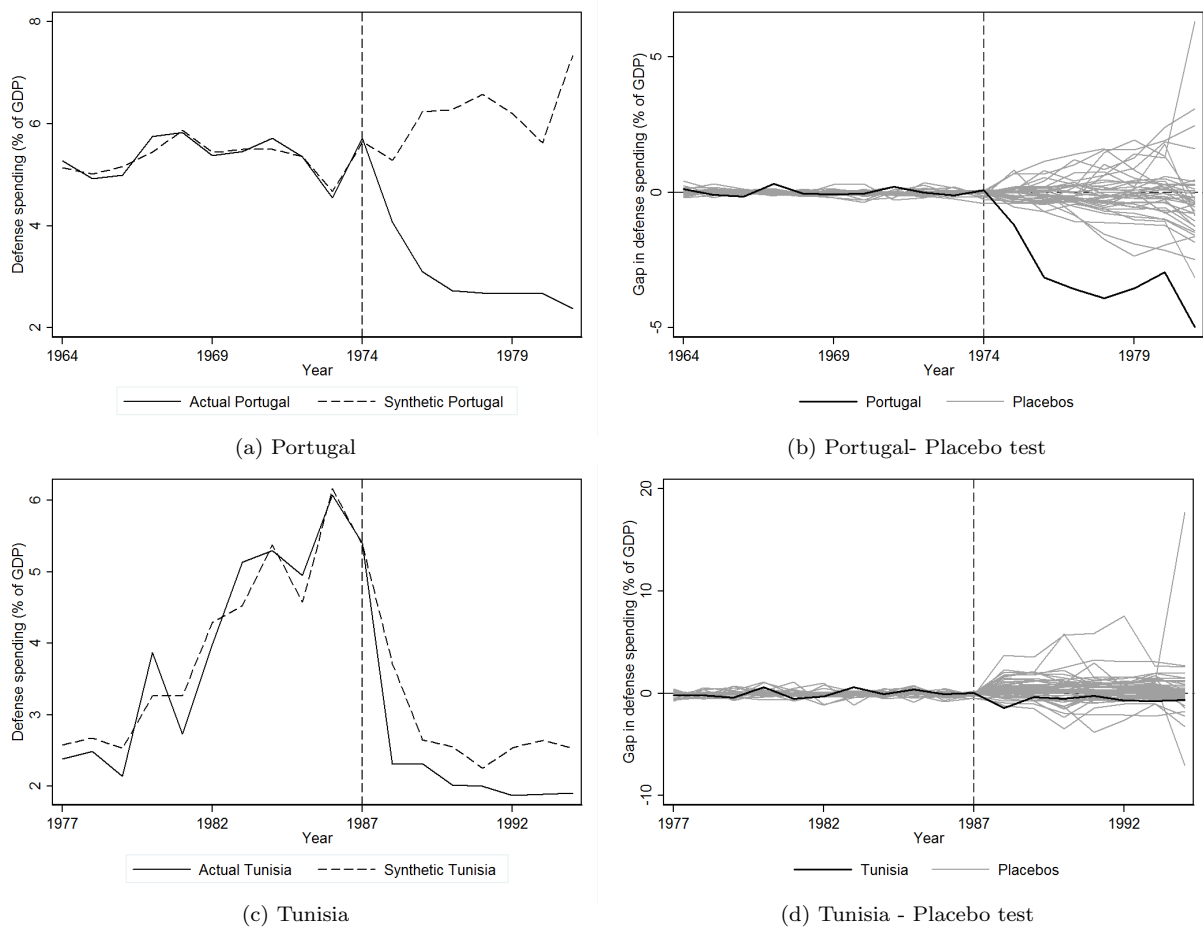 Defense spending (% of GDP)
8
6
4
2
1964 1969 1974 1979
Year
Actual Portugal Synthetic Portugal
(a) Portugal
Gap in defense spending (% of GDP)
5
0
-5
1964 1969 1974 1979
Year
Portugal Placebos
(b) Portugal- Placebo test
Defense spending (% of GDP)
6
5
4
3
2
1977 1982 1987 1992
Year
Actual Tunisia Synthetic Tunisia
(c) Tunisia
Gap in defense spending (% of GDP)
20
10
0
-10
1977 1982 1987 1992
Year
Tunisia Placebos
(d) Tunisia - Placebo test